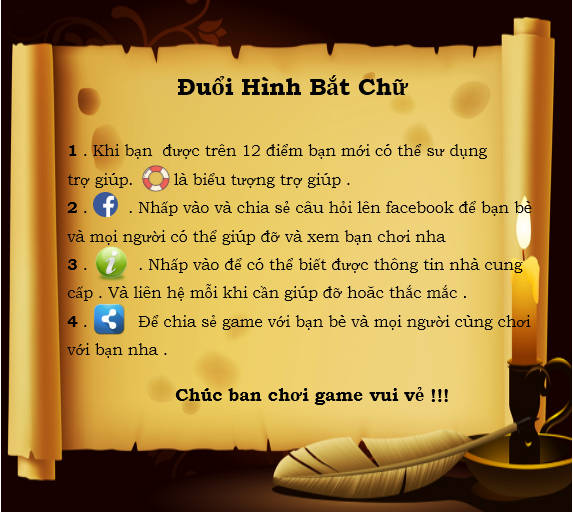 Đuổi Hình Bắt Chữ
1 . Khi bạn được trên 12 điểm bạn mới có thể sư dụng
trợ giúp. là biểu tượng trợ giúp .
2 . . Nhấp vào và chia sẻ câu hỏi lên facebook để bạn bè
và mọi người có thể giúp đỡ và xem bạn chơi nha
3 . . Nhấp vào để có thể biết được thông tin nhà cung
cấp . Và liên hệ mỗi khi cần giúp đỡ hoăc thắc mắc .
4 . Để chia sẻ game với bạn bè và mọi người cùng chơi
với bạn nha .
Chúc ban chơi game vui vẻ !!!